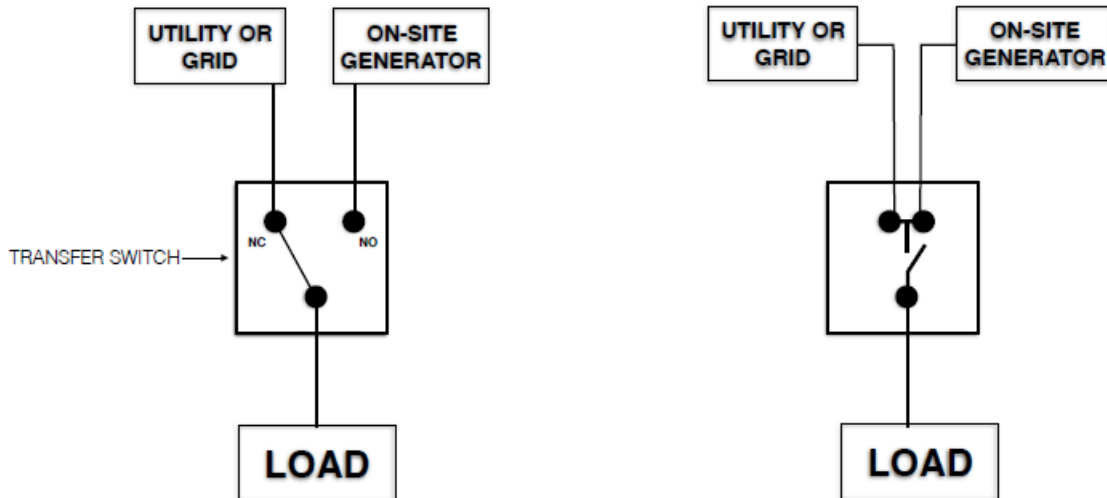 UTILITY OR
GRID
ON-SITE
GENERATOR
NC
NO
TRANSFER SWITCH
LOAD
UTILITY OR
GRID
ON-SITE
GENERATOR
LOAD